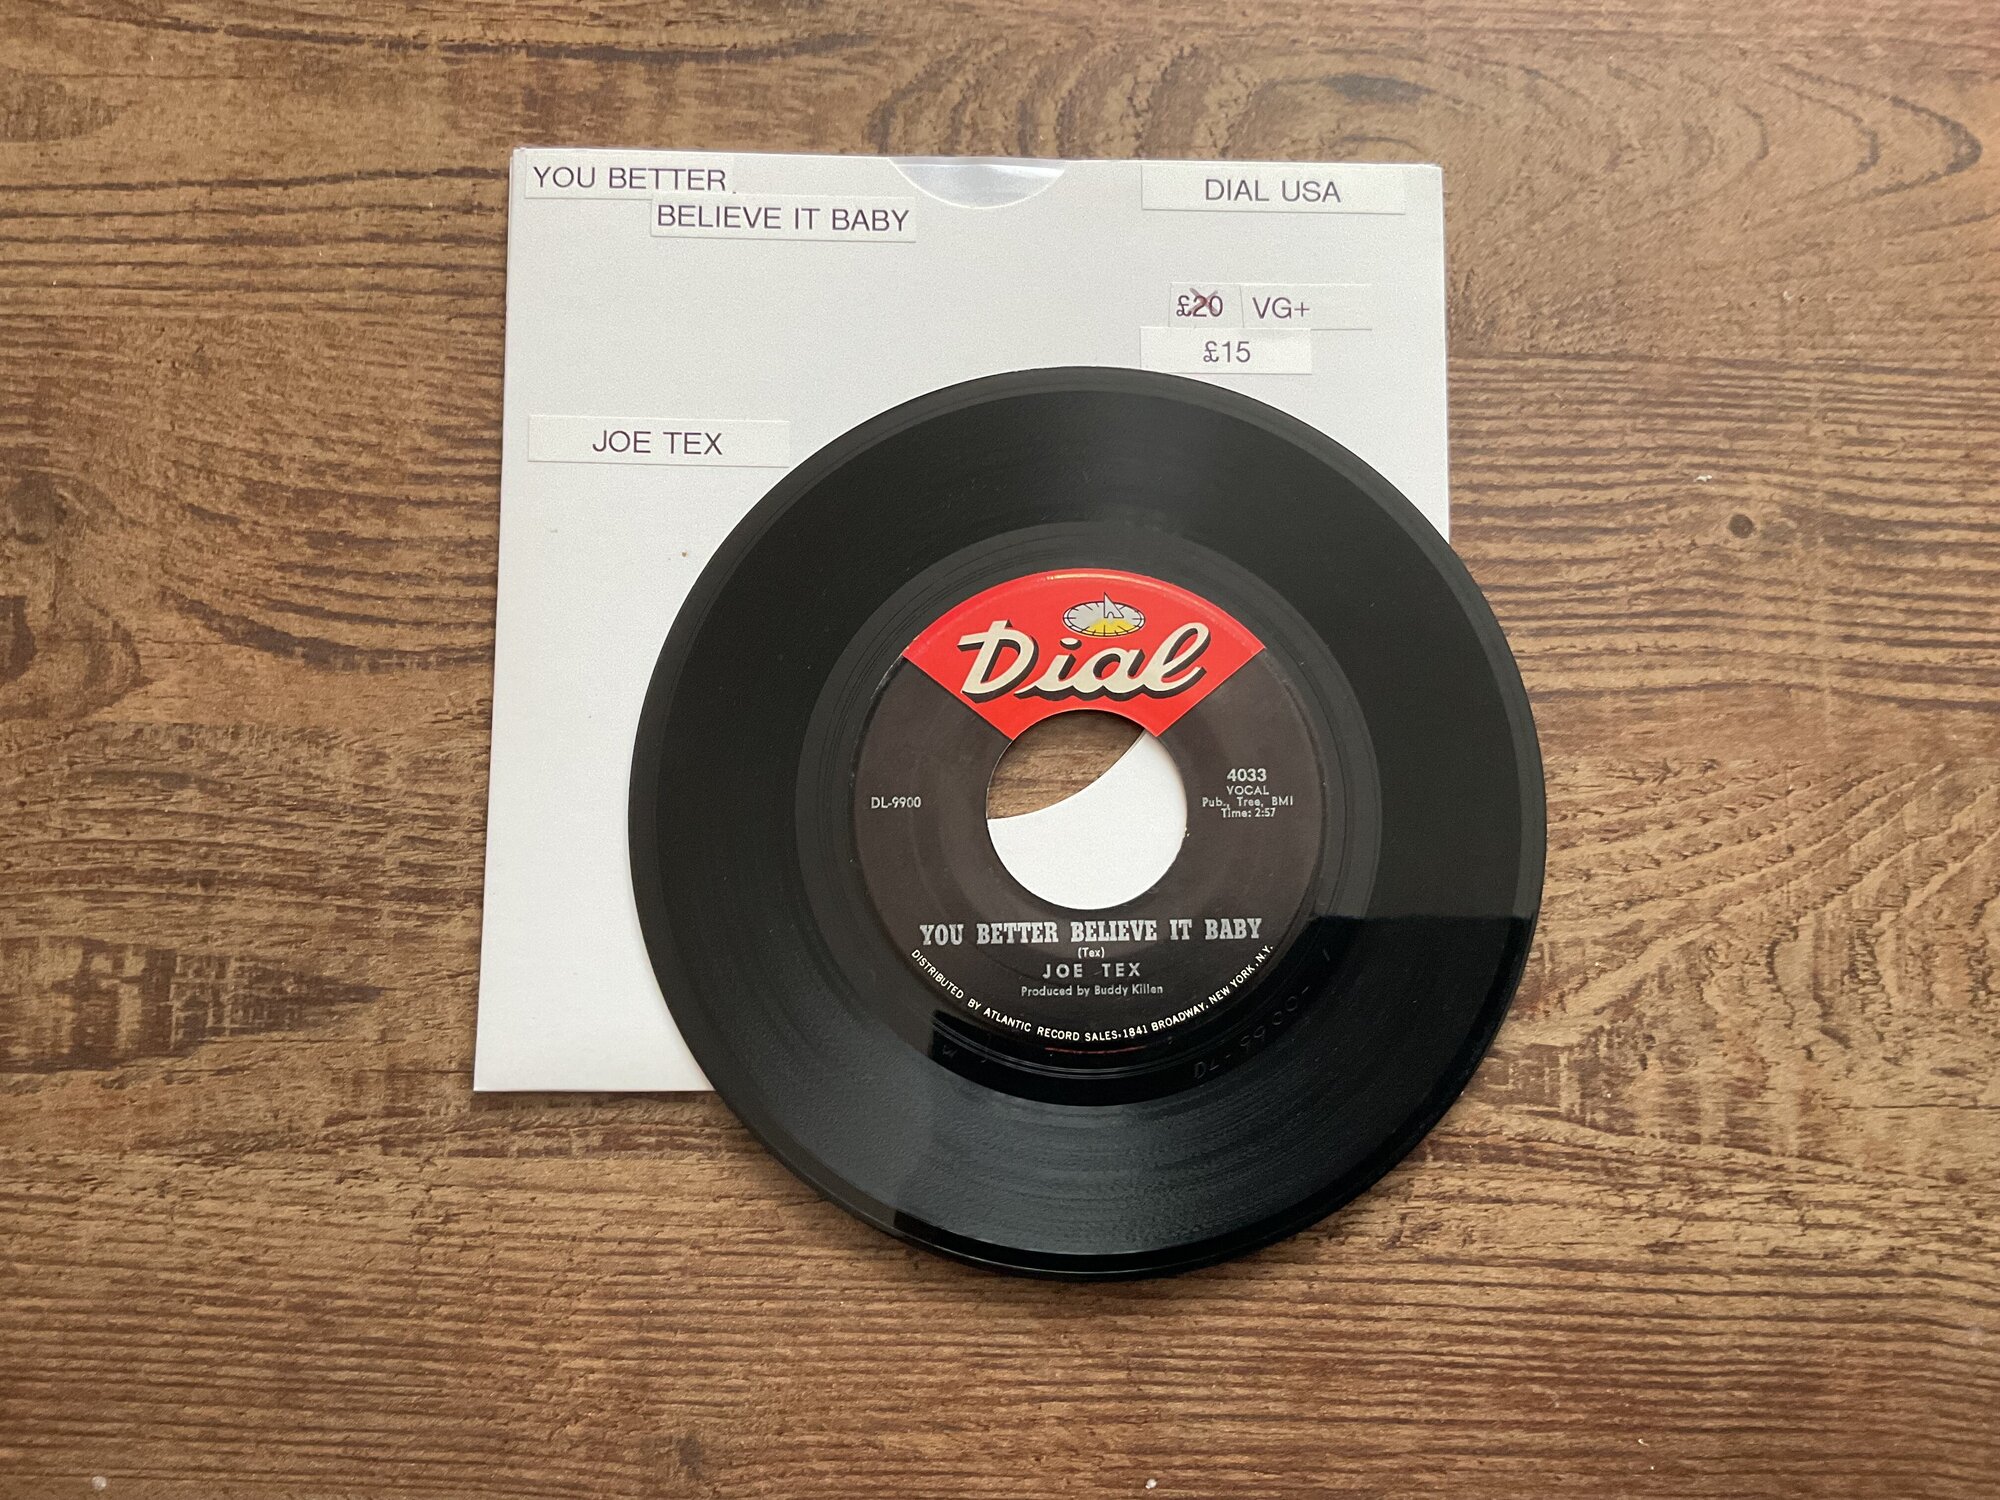 YOU BETTER
BELIEVE IT BABY
DIAL USA
£20 VG+
£15
JOE TEX
Dial
DL-9900
4033
VOCAL
Pub., Tree, BMI
Time: 2:57
YOU BETTER BELIEVE IT BABY
(Tex)
JOE TEX
Produced by Buddy Killen
DISTRIBUTED BY ATLANTIC RECORD SALES, 1841 BROADWAY, NEW YORK, N.Y.
DL-9900-